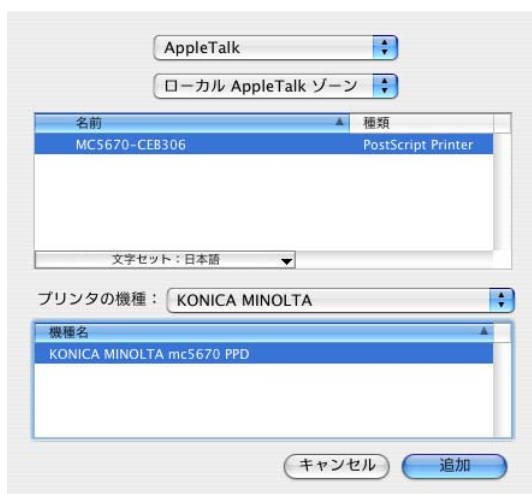 AppleTalk
ローカル AppleTalk ゾーン
名前 種類
MC5670-CEB306 PostScript Printer
文字セット：日本語
プリンタの機種： KONICA MINOLTA
機種名
KONICA MINOLTA mc5670 PPD
キャンセル 追加